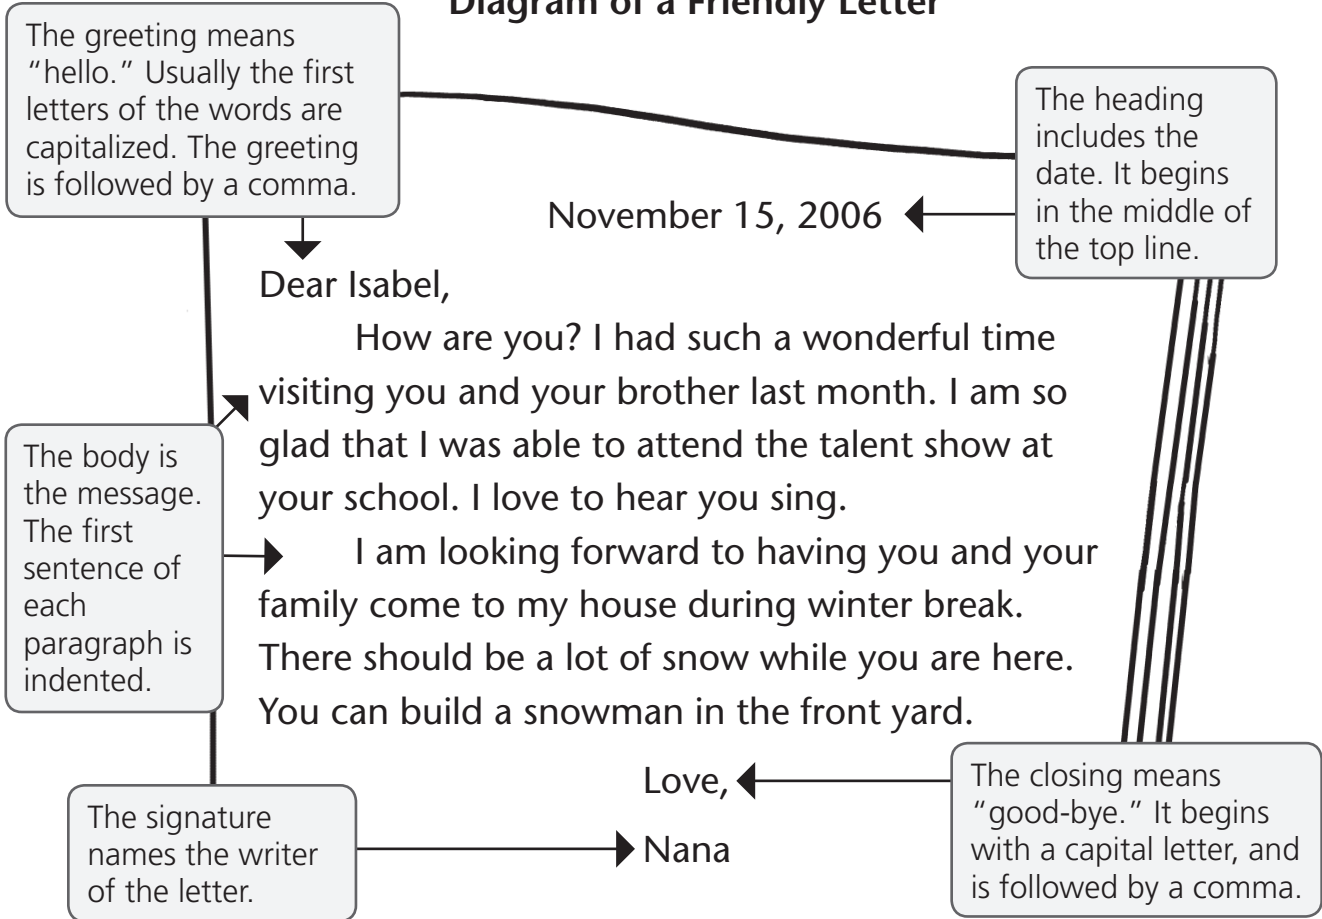 Diagram of a Friendly Letter
The greeting means
“hello.” Usually the first
letters of the words are
capitalized. The greeting
is followed by a comma.
The heading
includes the
date. It begins
in the middle of
the top line.
November 15, 2006
Dear Isabel,
How are you? I had such a wonderful time
visiting you and your brother last month. I am so
glad that I was able to attend the talent show at
your school. I love to hear you sing.
I am looking forward to having you and your
family come to my house during winter break.
There should be a lot of snow while you are here.
You can build a snowman in the front yard.
The body is
the message.
The first
sentence of
each
paragraph is
indented.
Love,
Nana
The signature
names the writer
of the letter.
The closing means
“good-bye.” It begins
with a capital letter, and
is followed by a comma.